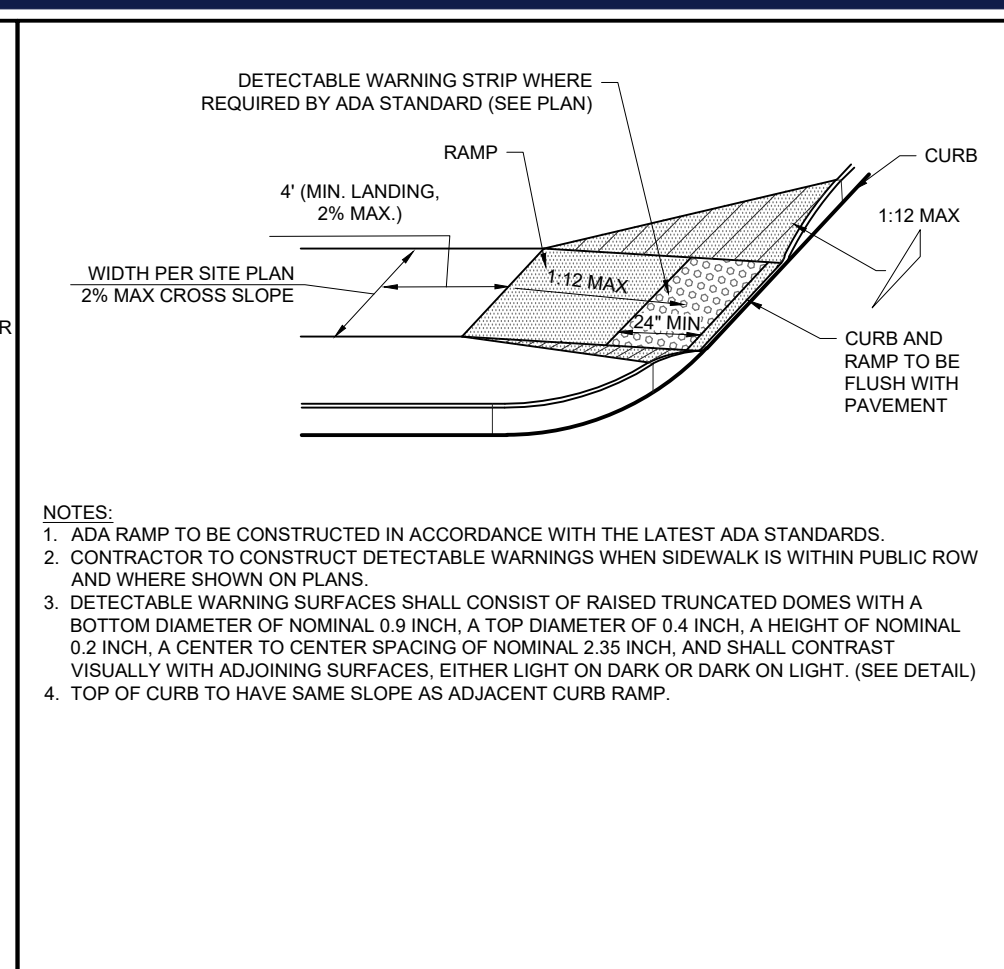 DETECTABLE WARNING STRIP WHERE
REQUIRED BY ADA STANDARD (SEE PLAN)
RAMP
CURB
4' (MIN. LANDING,
2% MAX.)
1:12 MAX
WIDTH PER SITE PLAN
2% MAX CROSS SLOPE
1:12 MAX
24" MIN
R
CURB AND
RAMP TO BE
FLUSH WITH
PAVEMENT
NOTES:
1. ADA RAMP TO BE CONSTRUCTED IN ACCORDANCE WITH THE LATEST ADA STANDARDS.
2. CONTRACTOR TO CONSTRUCT DETECTABLE WARNINGS WHEN SIDEWALK IS WITHIN PUBLIC ROW
AND WHERE SHOWN ON PLANS.
3. DETECTABLE WARNING SURFACES SHALL CONSIST OF RAISED TRUNCATED DOMES WITH A
BOTTOM DIAMETER OF NOMINAL 0.9 INCH, A TOP DIAMETER OF 0.4 INCH, A HEIGHT OF NOMINAL
0.2 INCH, A CENTER TO CENTER SPACING OF NOMINAL 2.35 INCH, AND SHALL CONTRAST
VISUALLY WITH ADJOINING SURFACES, EITHER LIGHT ON DARK OR DARK ON LIGHT. (SEE DETAIL)
4. TOP OF CURB TO HAVE SAME SLOPE AS ADJACENT CURB RAMP.